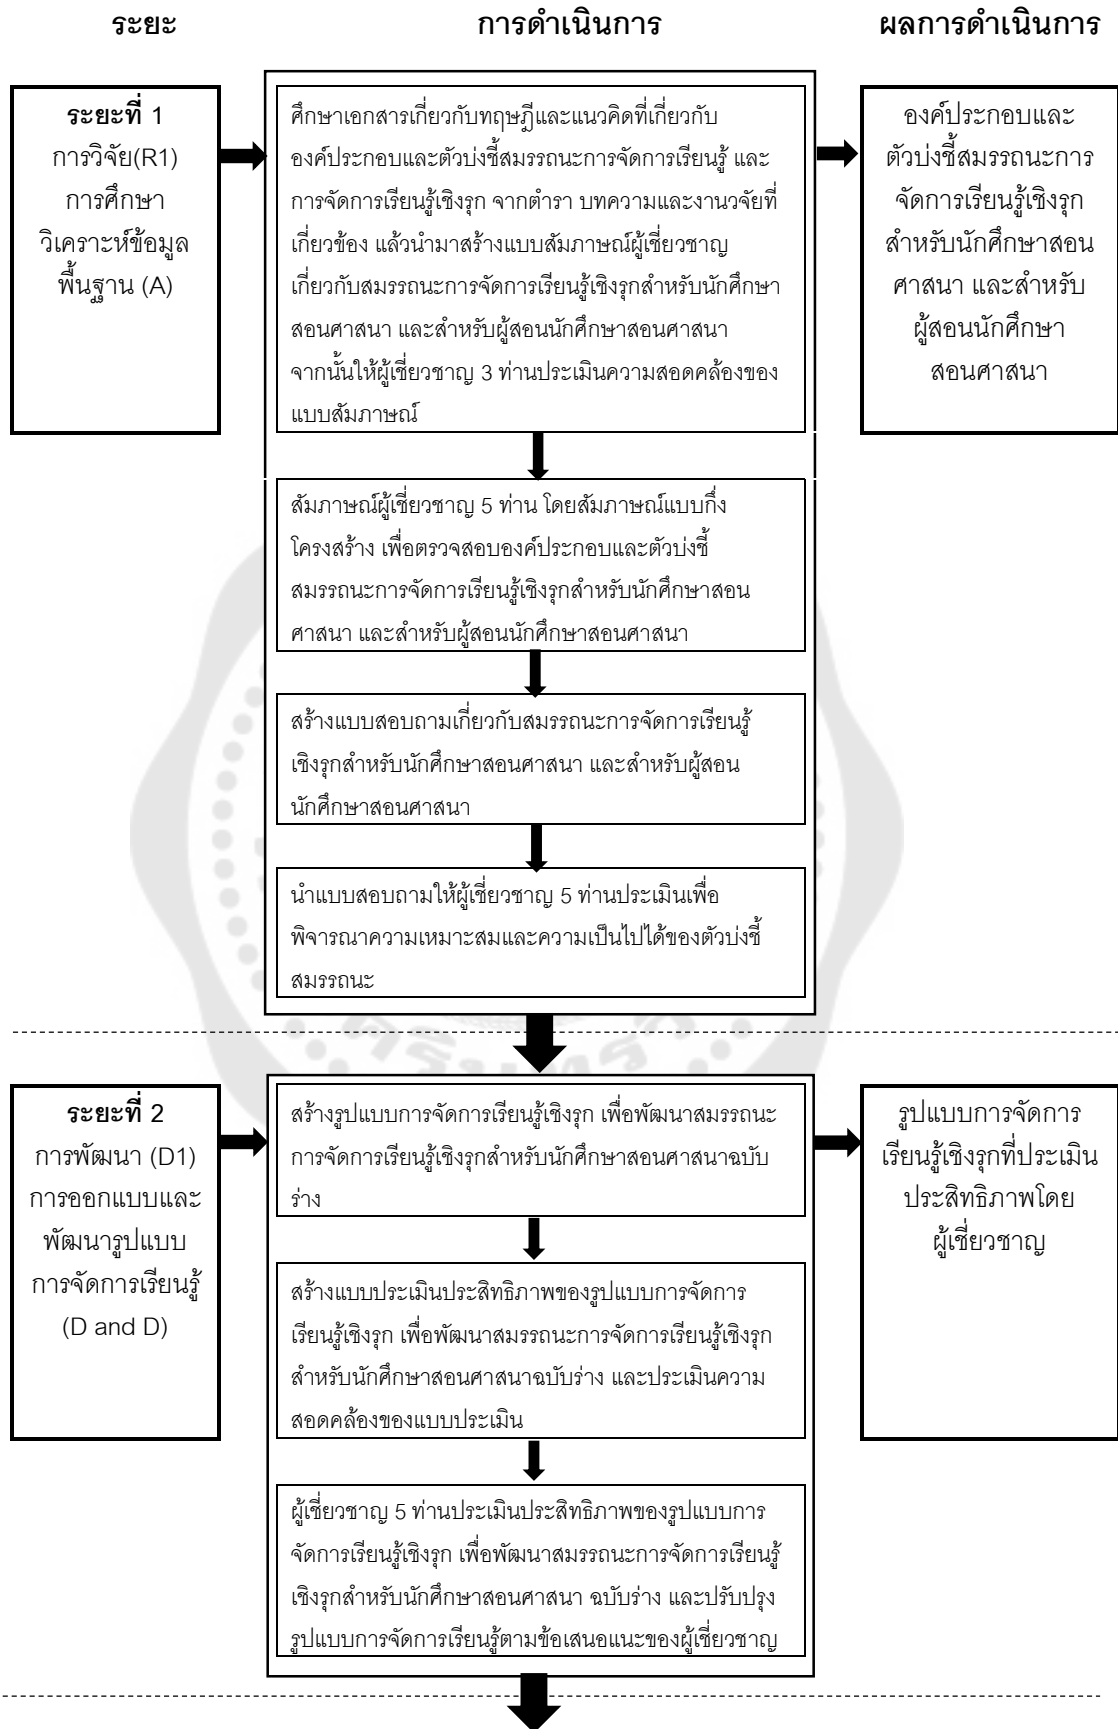 ระยะ
การดำเนินการ
ผลการดำเนินการ
ระยะที่ 1
การวิจัย(R1)
การศึกษา
วิเคราะห์ข้อมูล
พื้นฐาน (A)
ศึกษาเอกสารเกี่ยวกับทฤษฎีและแนวคิดที่เกี่ยวกับ
องค์ประกอบและตัวบ่งชี้สมรรถนะการจัดการเรียนรู้ และ
การจัดการเรียนรู้เชิงรุก จากตำรา บทความและงานวจัยที่
เกี่ยวข้อง แล้วนำมาสร้างแบบสัมภาษณ์ผู้เชี่ยวชาญ
เกี่ยวกับสมรรถนะการจัดการเรียนรู้เชิงรุกสำหรับนักศึกษา
สอนศาสนา และสำหรับผู้สอนนักศึกษาสอนศาสนา
จากนั้นให้ผู้เชี่ยวชาญ 3 ท่านประเมินความสอดคล้องของ
แบบสัมภาษณ์
องค์ประกอบและ
ตัวบ่งชี้สมรรถนะการ
จัดการเรียนรู้เชิงรุก
สำหรับนักศึกษาสอน
ศาสนา และสำหรับ
ผู้สอนนักศึกษา
สอนศาสนา
สัมภาษณ์ผู้เชี่ยวชาญ 5 ท่าน โดยสัมภาษณ์แบบกึ่ง
โครงสร้าง เพื่อตรวจสอบองค์ประกอบและตัวบ่งชี้
สมรรถนะการจัดการเรียนรู้เชิงรุกสำหรับนักศึกษาสอน
ศาสนา และสำหรับผู้สอนนักศึกษาสอนศาสนา
สร้างแบบสอบถามเกี่ยวกับสมรรถนะการจัดการเรียนรู้
เชิงรุกสำหรับนักศึกษาสอนศาสนา และสำหรับผู้สอน
นักศึกษาสอนศาสนา
นำแบบสอบถามให้ผู้เชี่ยวชาญ 5 ท่านประเมินเพื่อ
พิจารณาความเหมาะสมและความเป็นไปได้ของตัวบ่งชี้
สมรรถนะ
ระยะที่ 2
การพัฒนา (D1)
การออกแบบและ
พัฒนารูปแบบ
การจัดการเรียนรู้
(D and D)
สร้างรูปแบบการจัดการเรียนรู้เชิงรุก เพื่อพัฒนาสมรรถนะ
การจัดการเรียนรู้เชิงรุกสำหรับนักศึกษาสอนศาสนาฉบับ
ร่าง
รูปแบบการจัดการ
เรียนรู้เชิงรุกที่ประเมิน
ประสิทธิภาพโดย
ผู้เชี่ยวชาญ
สร้างแบบประเมินประสิทธิภาพของรูปแบบการจัดการ
เรียนรู้เชิงรุก เพื่อพัฒนาสมรรถนะการจัดการเรียนรู้เชิงรุก
สำหรับนักศึกษาสอนศาสนาฉบับร่าง และประเมินความ
สอดคล้องของแบบประเมิน
ผู้เชี่ยวชาญ 5 ท่านประเมินประสิทธิภาพของรูปแบบการ
จัดการเรียนรู้เชิงรุก เพื่อพัฒนาสมรรถนะการจัดการเรียนรู้
เชิงรุกสำหรับนักศึกษาสอนศาสนา ฉบับร่าง และปรับปรุง
รูปแบบการจัดการเรียนรู้ตามข้อเสนอแนะของผู้เชี่ยวชาญ